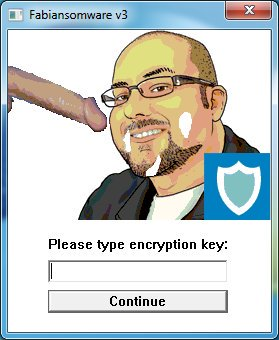 Fabiansomware v3
Please type encryption key:
Continue